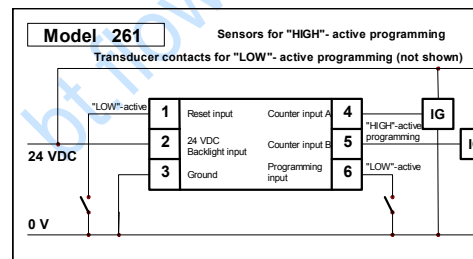 Model 261
Sensors for "HIGH"- active programming
Transducer contacts for "LOW"- active programming (not shown)
"LOW"-active
1 Reset input
Counter input A 4
IG
2 24 VDC
Backlight input
Counter input B 5
"HIGH"-active
programming
24 VDC
3 Ground
Programming
input 6
"LOW"-active
0 V
bt.flow